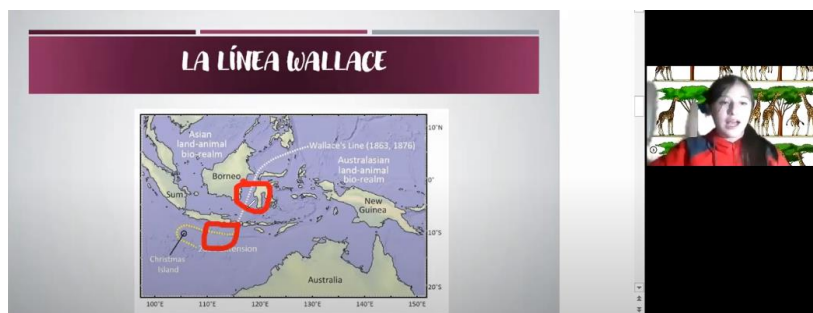 LA LÍNEA WALLACE
Asian
land-animal
bio-realm
Wallace's Line (1863, 1876)
Australasian
land-animal
bio-realm
Borneo
Sum
New
Guinea
Christmas
Island
Australia
10°N
0°
10°S
20°S
100°E
110°E
120°E
130°E
140°E
150°E